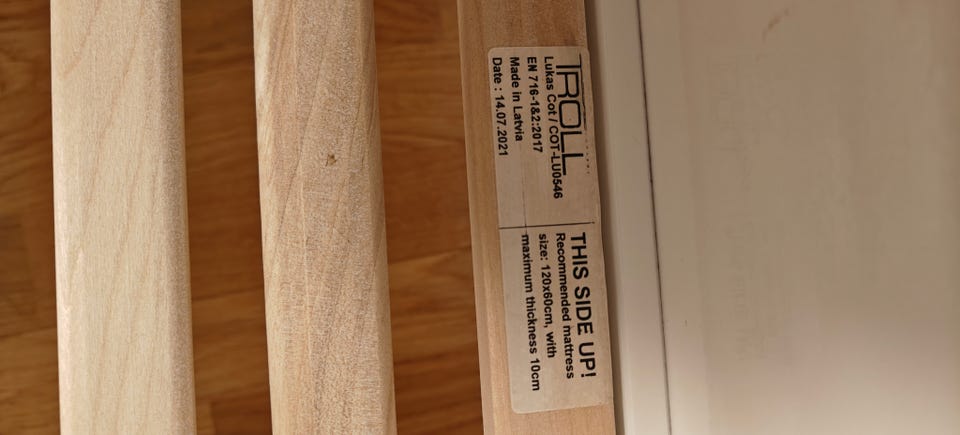 TROLL
Lukas Cot / COT-LU0546
EN 716-1&2:2017
Made in Latvia
Date : 14.07.2021
THIS SIDE UP!
Recommended mattress
size: 120x60cm, with
maximum thickness 10cm